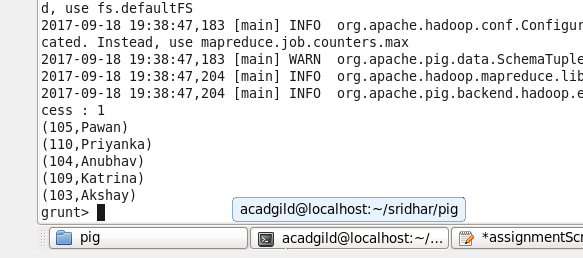 d, use fs.defaultFS
2017-09-18 19:38:47,183 [main] INFO  org.apache.hadoop.conf.Configur
cated. Instead, use mapreduce.job.counters.max
2017-09-18 19:38:47,183 [main] WARN  org.apache.pig.data.SchemaTuple
2017-09-18 19:38:47,204 [main] INFO  org.apache.hadoop.mapreduce.lib
2017-09-18 19:38:47,204 [main] INFO  org.apache.pig.backend.hadoop.e
cess : 1
(105,Pawan)
(110,Priyanka)
(104,Anubhav)
(109,Katrina)
(103,Akshay)
grunt>
acadgild@localhost:~/sridhar/pig
pig
acadgild@localhost:~/...
*assignmentScr